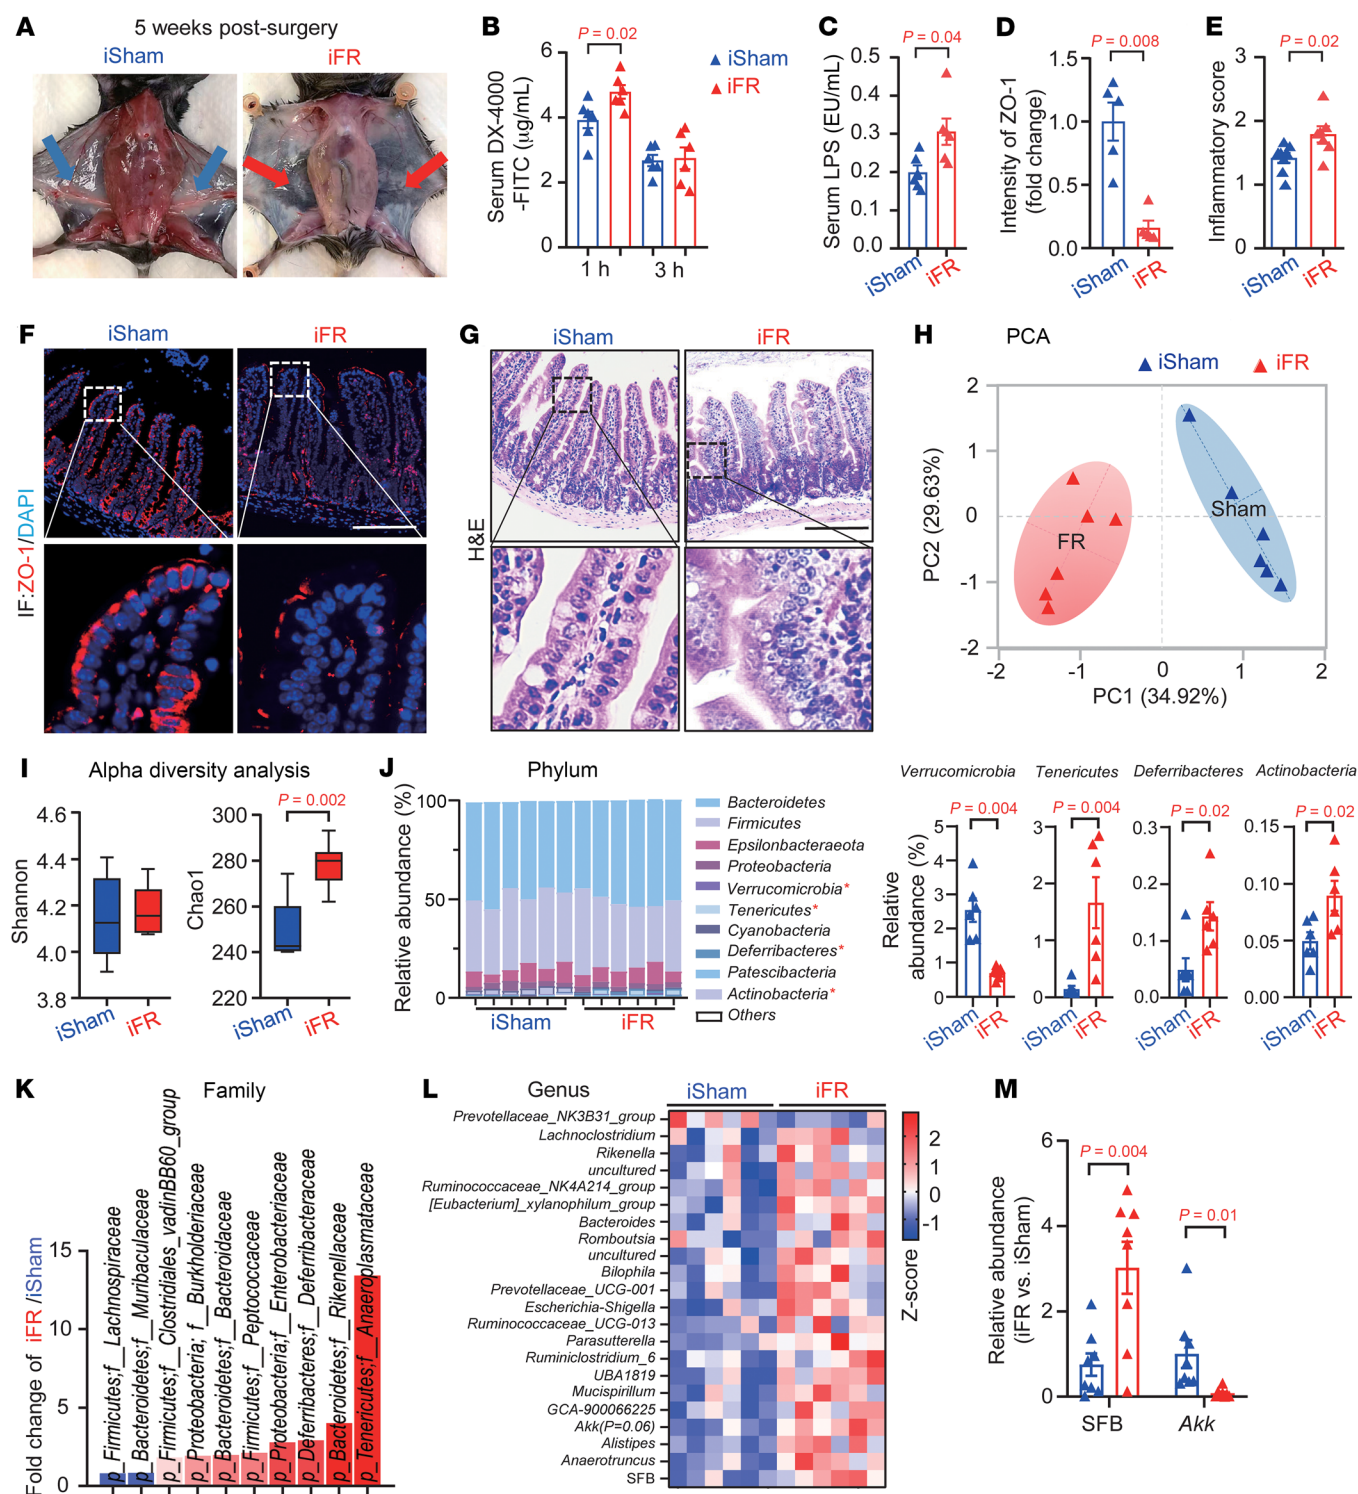 A
5 weeks post-surgery
iSham
iFR
B
Serum DX-4000
-FITC (μg/mL)
6
4
2
0
P = 0.02
1 h
3 h
iSham
iFR
C
Serum LPS (EU/mL)
0.5
0.4
0.3
0.2
0.1
0.0
P = 0.04
iSham
iFR
D
Intensity of ZO-1
(fold change)
1.5
1.0
0.5
0.0
P = 0.008
iSham
iFR
E
Inflammatory score
3
2
1
0
P = 0.02
iSham
iFR
F
iSham
iFR
IF:ZO-1/DAPI
G
iSham
iFR
H&E
H
PCA
iSham
iFR
PC2 (29.63%)
2
1
0
-1
-2
FR
Sham
-2
-1
0
1
2
PC1 (34.92%)
I
Alpha diversity analysis
Shannon
4.6
4.4
4.2
4.0
3.8
iSham
iFR
Chao1
300
280
260
240
220
P = 0.002
iSham
iFR
J
Phylum
Relative abundance (%)
100
50
0
iSham
iFR
Bacteroidetes
Firmicutes
Epsilonbacteraeota
Proteobacteria
Verrucomicrobia*
Tenericutes*
Cyanobacteria
Deferribacteres*
Patescibacteria
Actinobacteria*
Others
Relative
abundance (%)
Verrucomicrobia
P = 0.004
5
4
3
2
1
0
iSham
iFR
Tenericutes
P = 0.004
3
2
1
0
iSham
iFR
Deferribacteres
P = 0.02
0.3
0.2
0.1
0.0
iSham
iFR
Actinobacteria
P = 0.02
0.15
0.10
0.05
0.00
iSham
iFR
K
Family
Fold change of iFR /iSham
15
10
5
0
p_Firmicutes;f__Lachnospiraceae
p_Bacteroidetes;f__Muribaculaceae
p_Firmicutes;f__Clostridiales_vadinBB60_group
p_Proteobacteria; f__Burkholderiaceae
p_Bacteroidetes;f__Bacteroidaceae
p_Firmicutes;f__Peptococcaceae
p_Proteobacteria;f__Enterobacteriaceae
p_Deferribacteres;f__Deferribacteraceae
p_Bacteroidetes;f__Rikenellaceae
p_Tenericutes;f__Anaeroplasmataceae
L
Genus
iSham
iFR
Prevotellaceae_NK3B31_group
Lachnoclostridium
Rikenella
uncultured
Ruminococcaceae_NK4A214_group
[Eubacterium]_xylanophilum_group
Bacteroides
Romboutsia
uncultured
Bilophila
Prevotellaceae_UCG-001
Escherichia-Shigella
Ruminococcaceae_UCG-013
Parasutterella
Ruminiclostridium_6
UBA1819
Mucispirillum
GCA-900066225
Akk(P=0.06)
Alistipes
Anaerotruncus
SFB
2
1
0
-1
Z-score
M
Relative abundance
(iFR vs. iSham)
6
4
2
0
P = 0.004
P = 0.01
SFB
Akk